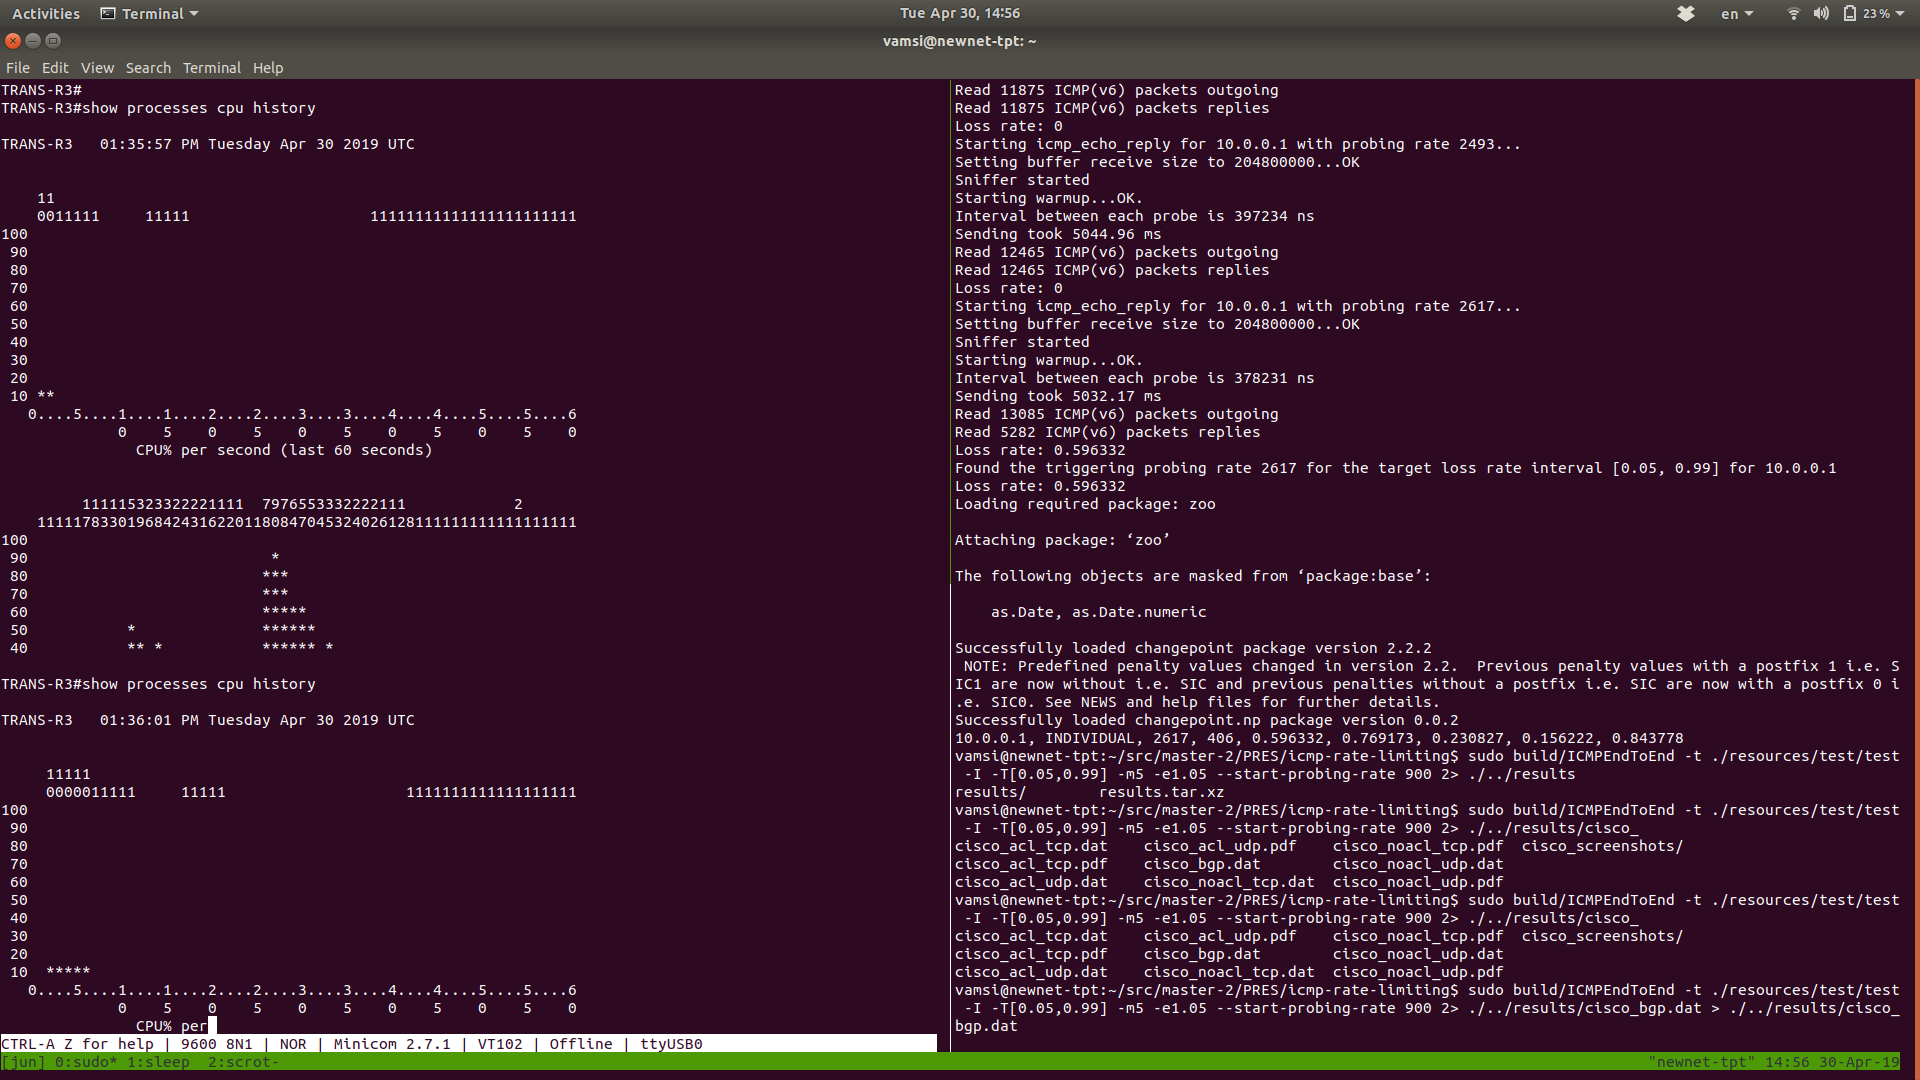 Activities Terminal Tue Apr 30, 14:56 en 23%
vamsi@newnet-tpt: ~
File Edit View Search Terminal Help
TRANS-R3#
TRANS-R3#show processes cpu history

TRANS-R3   01:35:57 PM Tuesday Apr 30 2019 UTC

    11
    0011111     11111                    11111111111111111111111
100
 90
 80
 70
 60
 50
 40
 30
 20
 10 **
   0....5....1....1....2....2....3....3....4....4....5....5....6
             0    5    0    5    0    5    0    5    0    5    0
               CPU% per second (last 60 seconds)

         111115323322221111  7976553332222111            2
    111117833019684243162201180847045324026128111111111111111111
100
 90                           *
 80                          ***
 70                          ***
 60                          *****
 50           *              ******
 40           ** *           ****** *

TRANS-R3#show processes cpu history

TRANS-R3   01:36:01 PM Tuesday Apr 30 2019 UTC

     11111
     0000011111     11111                    1111111111111111111
100
 90
 80
 70
 60
 50
 40
 30
 20
 10  *****
   0....5....1....1....2....2....3....3....4....4....5....5....6
             0    5    0    5    0    5    0    5    0    5    0
               CPU% per
CTRL-A Z for help | 9600 8N1 | NOR | Minicom 2.7.1 | VT102 | Offline | ttyUSB0
Read 11875 ICMP(v6) packets outgoing
Read 11875 ICMP(v6) packets replies
Loss rate: 0
Starting icmp_echo_reply for 10.0.0.1 with probing rate 2493...
Setting buffer receive size to 204800000...OK
Sniffer started
Starting warmup...OK.
Interval between each probe is 397234 ns
Sending took 5044.96 ms
Read 12465 ICMP(v6) packets outgoing
Read 12465 ICMP(v6) packets replies
Loss rate: 0
Starting icmp_echo_reply for 10.0.0.1 with probing rate 2617...
Setting buffer receive size to 204800000...OK
Sniffer started
Starting warmup...OK.
Interval between each probe is 378231 ns
Sending took 5032.17 ms
Read 13085 ICMP(v6) packets outgoing
Read 5282 ICMP(v6) packets replies
Loss rate: 0.596332
Found the triggering probing rate 2617 for the target loss rate interval [0.05, 0.99] for 10.0.0.1
Loss rate: 0.596332
Loading required package: zoo

Attaching package: ‘zoo’

The following objects are masked from ‘package:base’:

    as.Date, as.Date.numeric

Successfully loaded changepoint package version 2.2.2
 NOTE: Predefined penalty values changed in version 2.2.  Previous penalty values with a postfix 1 i.e. S
IC1 are now without i.e. SIC and previous penalties without a postfix i.e. SIC are now with a postfix 0 i
.e. SIC0. See NEWS and help files for further details.
Successfully loaded changepoint.np package version 0.0.2
10.0.0.1, INDIVIDUAL, 2617, 406, 0.596332, 0.769173, 0.230827, 0.156222, 0.843778
vamsi@newnet-tpt:~/src/master-2/PRES/icmp-rate-limiting$ sudo build/ICMPEndToEnd -t ./resources/test/test
 -I -T[0.05,0.99] -m5 -e1.05 --start-probing-rate 900 2> ./../results
results/        results.tar.xz
vamsi@newnet-tpt:~/src/master-2/PRES/icmp-rate-limiting$ sudo build/ICMPEndToEnd -t ./resources/test/test
 -I -T[0.05,0.99] -m5 -e1.05 --start-probing-rate 900 2> ./../results/cisco_
cisco_acl_tcp.dat    cisco_acl_udp.pdf    cisco_noacl_tcp.pdf  cisco_screenshots/
cisco_acl_tcp.pdf    cisco_bgp.dat        cisco_noacl_udp.dat
cisco_acl_udp.dat    cisco_noacl_tcp.dat  cisco_noacl_udp.pdf
vamsi@newnet-tpt:~/src/master-2/PRES/icmp-rate-limiting$ sudo build/ICMPEndToEnd -t ./resources/test/test
 -I -T[0.05,0.99] -m5 -e1.05 --start-probing-rate 900 2> ./../results/cisco_
cisco_acl_tcp.dat    cisco_acl_udp.pdf    cisco_noacl_tcp.pdf  cisco_screenshots/
cisco_acl_tcp.pdf    cisco_bgp.dat        cisco_noacl_udp.dat
cisco_acl_udp.dat    cisco_noacl_tcp.dat  cisco_noacl_udp.pdf
vamsi@newnet-tpt:~/src/master-2/PRES/icmp-rate-limiting$ sudo build/ICMPEndToEnd -t ./resources/test/test
 -I -T[0.05,0.99] -m5 -e1.05 --start-probing-rate 900 2> ./../results/cisco_bgp.dat > ./../results/cisco_
bgp.dat
[jun] 0:sudo* 1:sleep  2:scrot- "newnet-tpt" 14:56 30-Apr-19